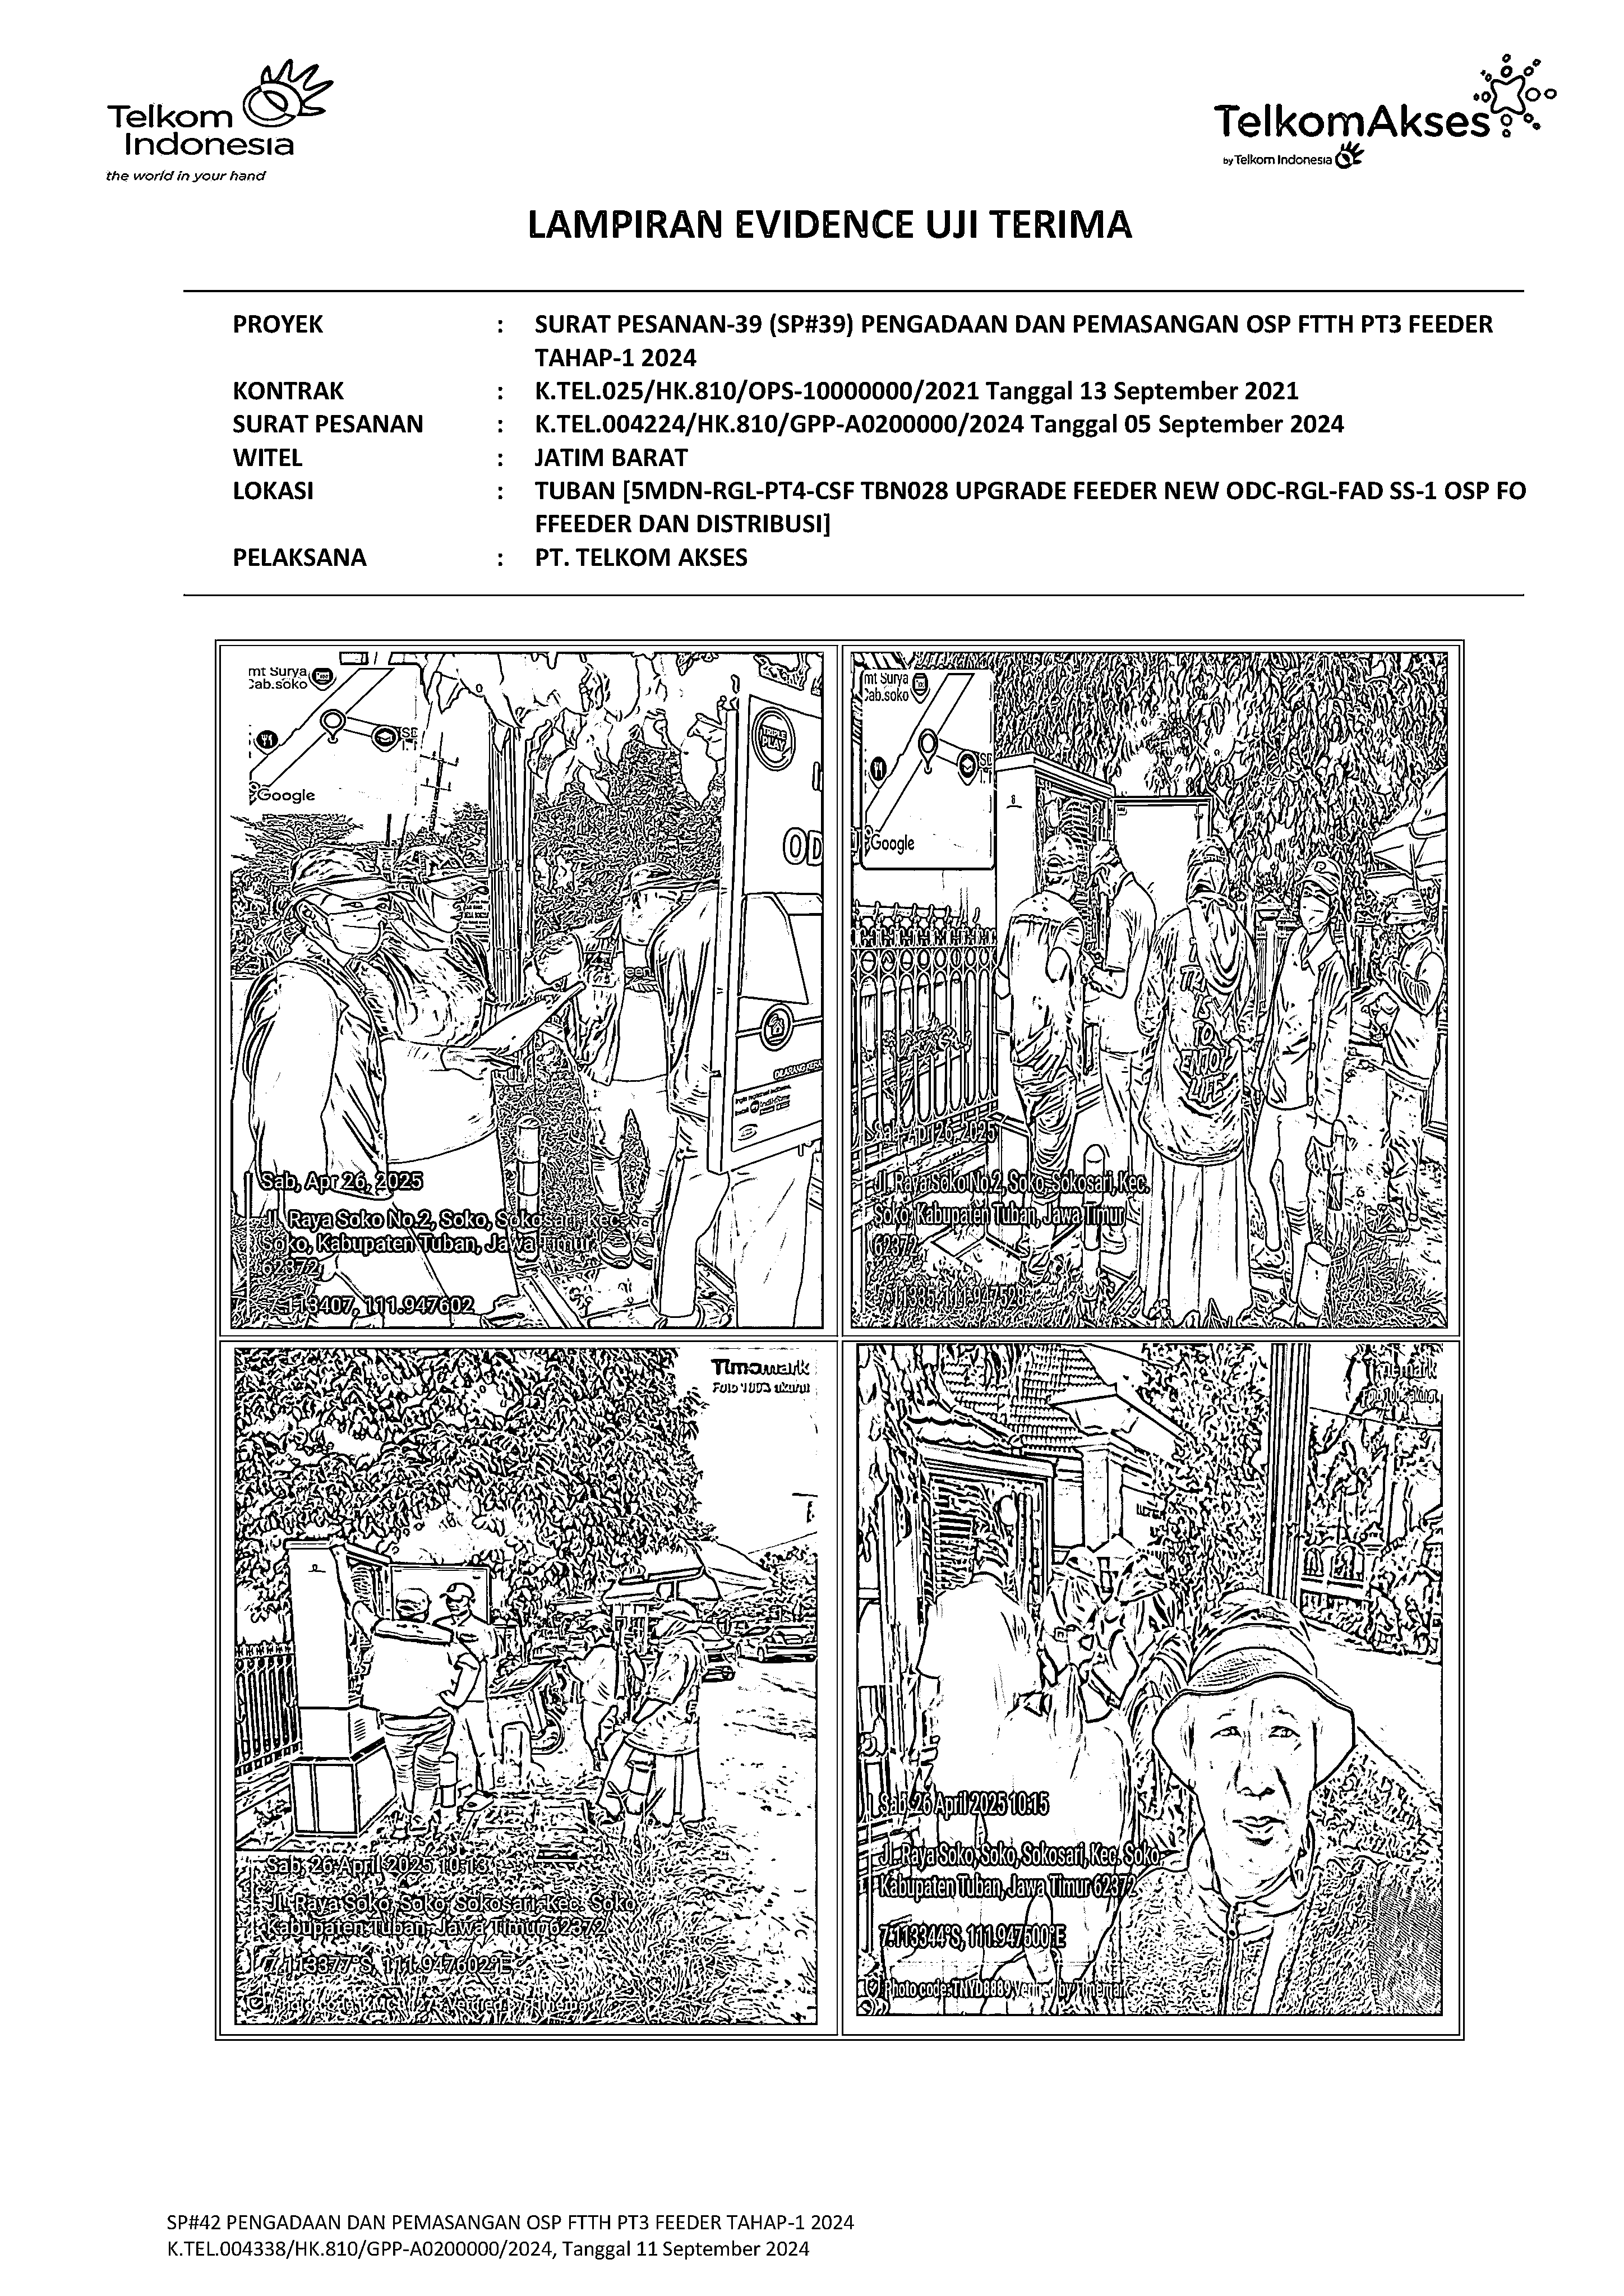 Telkom
Indonesia
the world in your hand
TelkomAkses
by Telkom Indonesia
LAMPIRAN EVIDENCE UJI TERIMA
PROYEK : SURAT PESANAN-39 (SP#39) PENGADAAN DAN PEMASANGAN OSP FTTH PT3 FEEDER
TAHAP-1 2024
KONTRAK : K.TEL.025/HK.810/OPS-10000000/2021 Tanggal 13 September 2021
SURAT PESANAN : K.TEL.004224/HK.810/GPP-A0200000/2024 Tanggal 05 September 2024
WITEL : JATIM BARAT
LOKASI : TUBAN [5MDN-RGL-PT4-CSF TBN028 UPGRADE FEEDER NEW ODC-RGL-FAD SS-1 OSP FO
FFEEDER DAN DISTRIBUSI]
PELAKSANA : PT. TELKOM AKSES
mt Surya
Cab.soko
Google
TRIPLE
PLAY
OD
Sab, Apr 26, 2025
Jl. Raya Soko No.2, Soko, Sokosari, Kec.
Soko, Kabupaten Tuban, Jawa Timur
62372
7.113407, 111.947602
mt Surya
Cab.soko
Google
THIS
ENJOY
LIFE
Sab, Apr 26, 2025
Jl. Raya Soko No.2, Soko, Sokosari, Kec.
Soko, Kabupaten Tuban, Jawa Timur
62372
111.947528
Timemark
Foto 100% akurat
Sab, 26 April 2025 10:13
Jl. Raya Soko, Soko, Sokosari, Kec. Soko
Kabupaten Tuban, Jawa Timur 62372
7.113377°S, 111.947602°E
Sab, 26 April 2025 10:15
Jl. Raya Soko, Soko, Sokosari, Kec. Soko
Kabupaten Tuban, Jawa Timur 62372
7.113344°S, 111.947500°E
Photo code: Verified by Timemark
SP#42 PENGADAAN DAN PEMASANGAN OSP FTTH PT3 FEEDER TAHAP-1 2024
K.TEL.004338/HK.810/GPP-A0200000/2024, Tanggal 11 September 2024